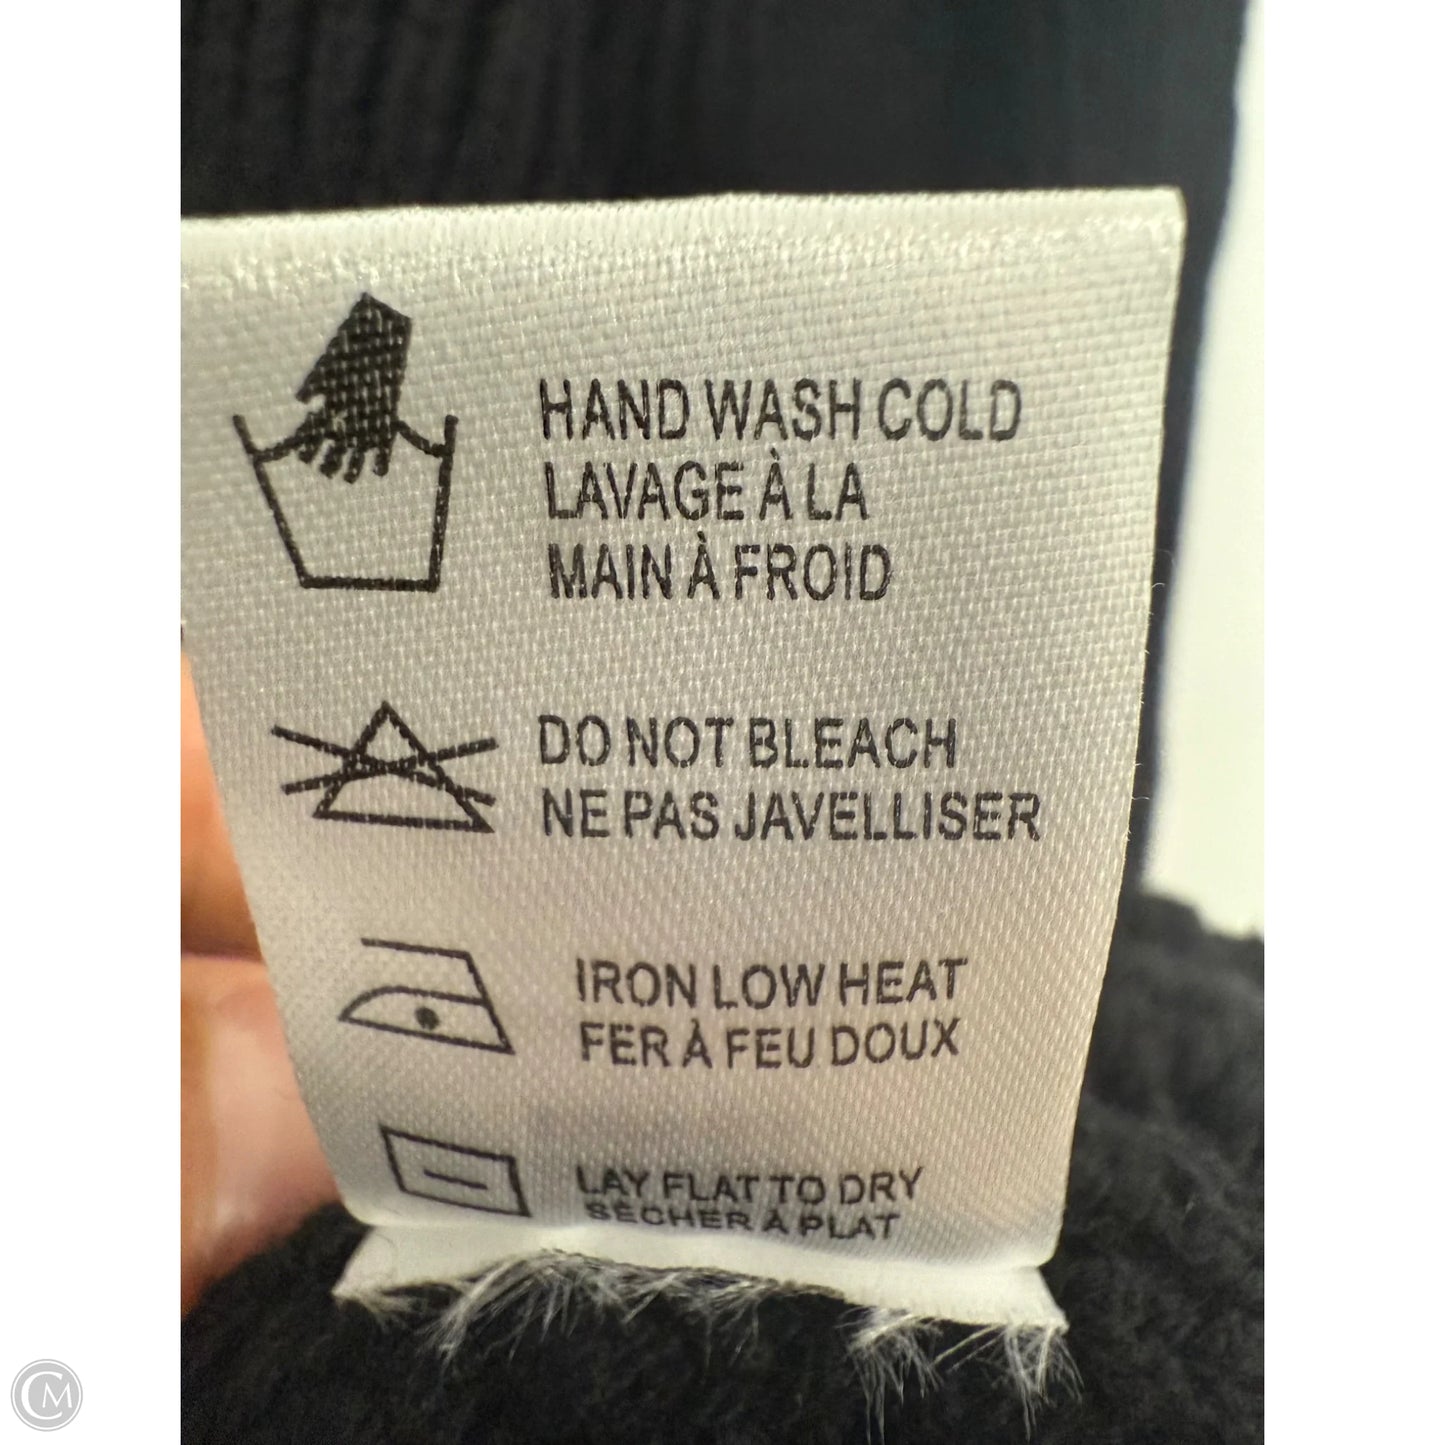 HAND WASH COLD
LAVAGE À LA
MAIN À FROID
DO NOT BLEACH
NE PAS JAVELLISER
IRON LOW HEAT
FER À FEU DOUX
LAY FLAT TO DRY
SÉCHER À PLAT
CM